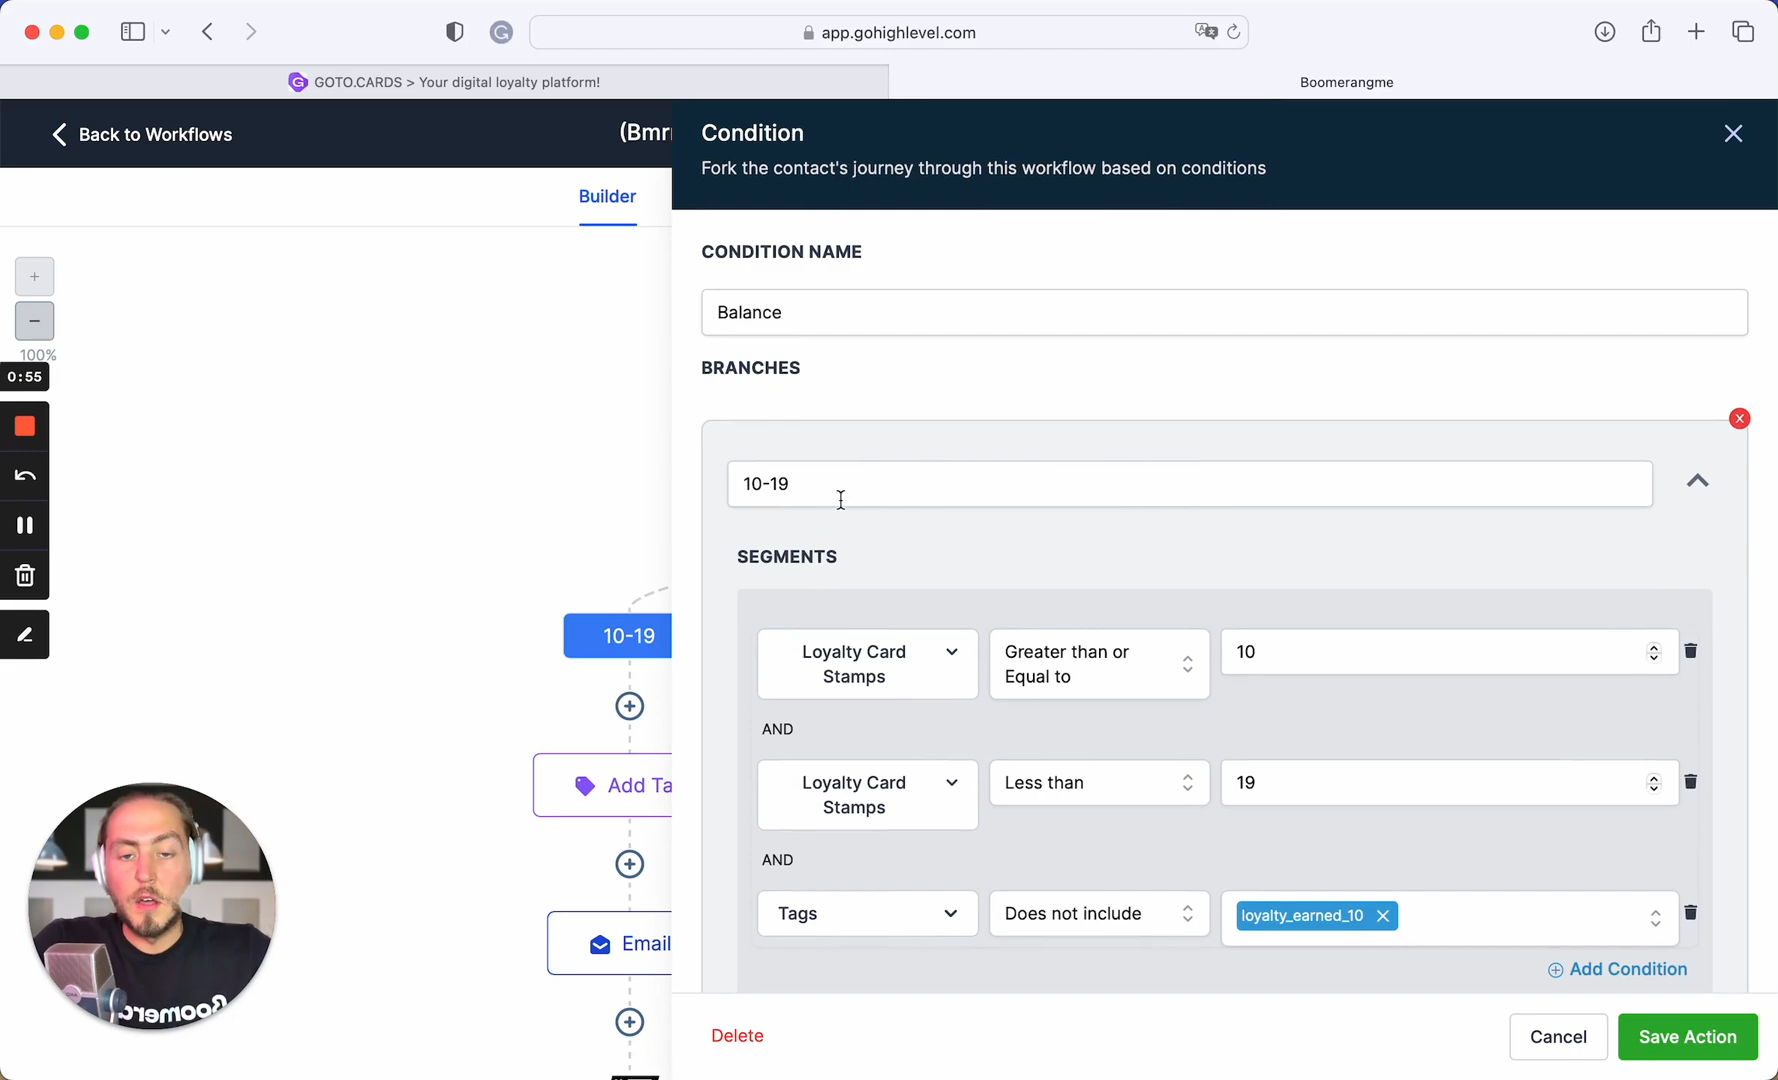 app.gohighlevel.com
GOTO.CARDS > Your digital loyalty platform!
Boomerangme
Back to Workflows
(Bmr
Condition
Fork the contact's journey through this workflow based on conditions
Builder
CONDITION NAME
Balance
BRANCHES
100%
0:55
10-19
SEGMENTS
10-19
Loyalty Card
Stamps
Greater than or
Equal to
10
AND
Loyalty Card
Stamps
Less than
19
Add Ta
AND
Tags
Does not include
loyalty_earned_10
Email
Add Condition
Delete
Cancel
Save Action